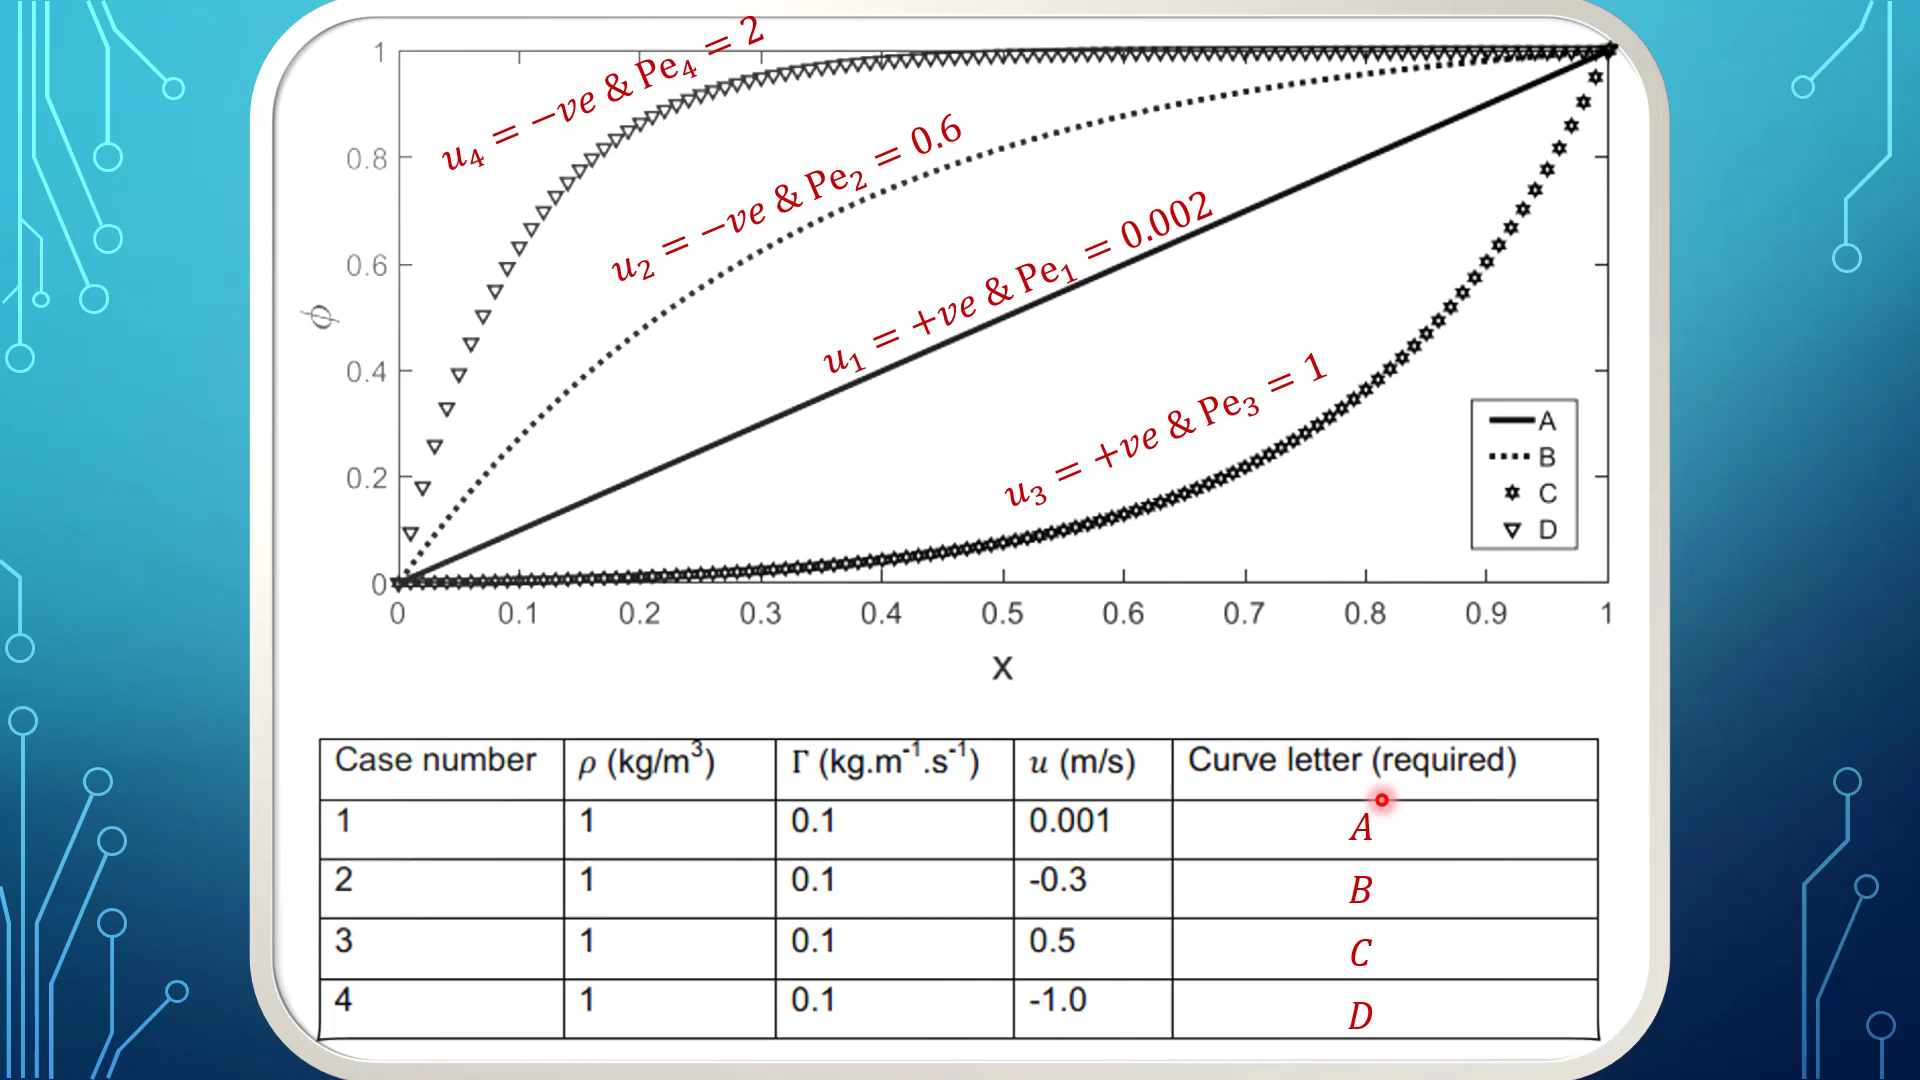 1
0.8
0.6
0.4
0.2
0
ϕ
u₄ = −ve & Pe₄ = 2
u₂ = −ve & Pe₂ = 0.6
u₁ = +ve & Pe₁ = 0.002
u₃ = +ve & Pe₃ = 1
A
B
C
D
0 0.1 0.2 0.3 0.4 0.5 0.6 0.7 0.8 0.9 1
X
Case number ρ (kg/m³) Γ (kg.m⁻¹.s⁻¹) u (m/s) Curve letter (required)
1 1 0.1 0.001 A
2 1 0.1 -0.3 B
3 1 0.1 0.5 C
4 1 0.1 -1.0 D